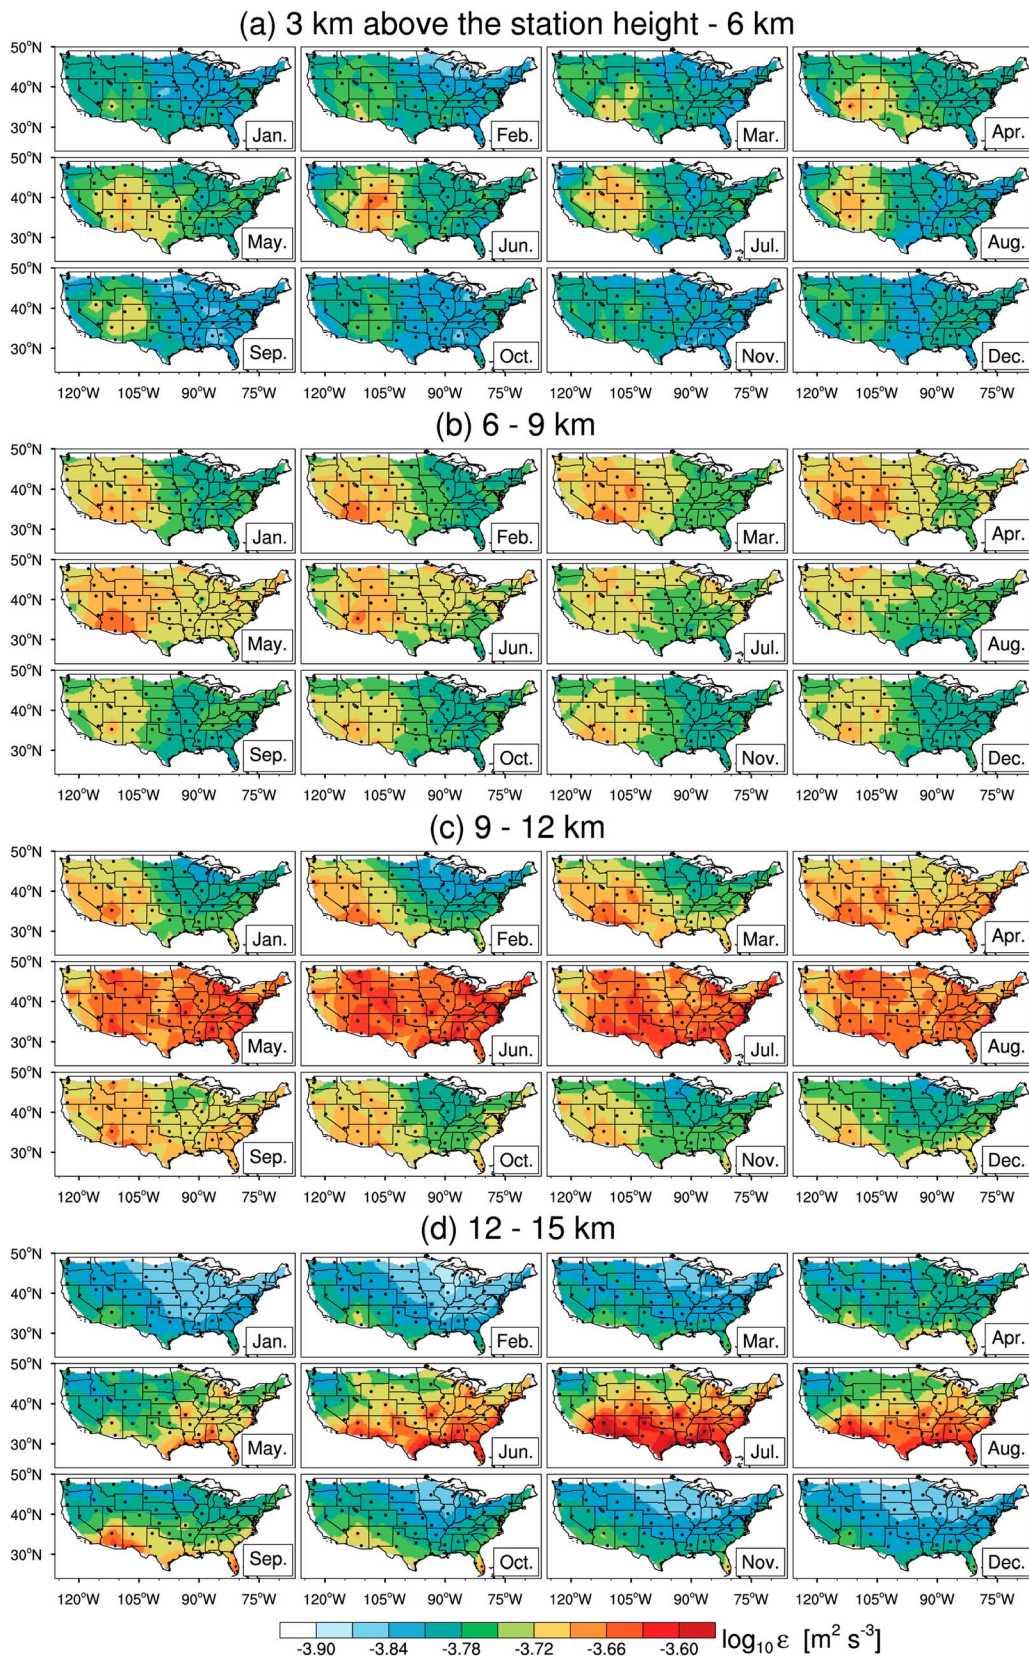 (a) 3 km above the station height - 6 km
50°N
40°N
30°N
Jan. Feb. Mar. Apr.
50°N
40°N
30°N
May. Jun. Jul. Aug.
50°N
40°N
30°N
Sep. Oct. Nov. Dec.
120°W 105°W 90°W 75°W 120°W 105°W 90°W 75°W 120°W 105°W 90°W 75°W 120°W 105°W 90°W 75°W
(b) 6 - 9 km
50°N
40°N
30°N
Jan. Feb. Mar. Apr.
50°N
40°N
30°N
May. Jun. Jul. Aug.
50°N
40°N
30°N
Sep. Oct. Nov. Dec.
120°W 105°W 90°W 75°W 120°W 105°W 90°W 75°W 120°W 105°W 90°W 75°W 120°W 105°W 90°W 75°W
(c) 9 - 12 km
50°N
40°N
30°N
Jan. Feb. Mar. Apr.
50°N
40°N
30°N
May. Jun. Jul. Aug.
50°N
40°N
30°N
Sep. Oct. Nov. Dec.
120°W 105°W 90°W 75°W 120°W 105°W 90°W 75°W 120°W 105°W 90°W 75°W 120°W 105°W 90°W 75°W
(d) 12 - 15 km
50°N
40°N
30°N
Jan. Feb. Mar. Apr.
50°N
40°N
30°N
May. Jun. Jul. Aug.
50°N
40°N
30°N
Sep. Oct. Nov. Dec.
120°W 105°W 90°W 75°W 120°W 105°W 90°W 75°W 120°W 105°W 90°W 75°W 120°W 105°W 90°W 75°W
-3.90 -3.84 -3.78 -3.72 -3.66 -3.60 log₁₀ ε [m² s⁻³]